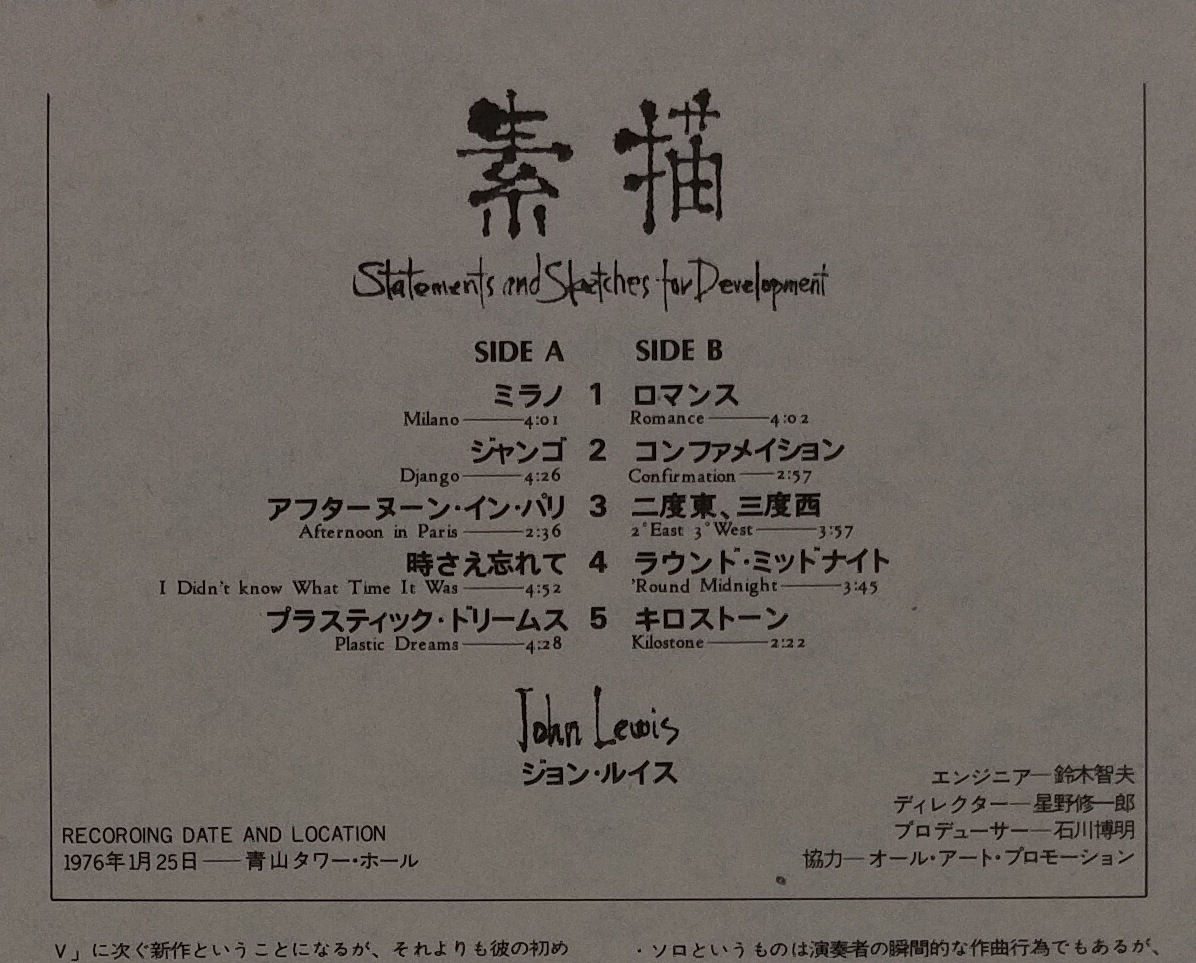 素描
Statements and Sketches for Development
SIDE A SIDE B
ミラノ 1 ロマンス
Milano——4:01 Romance——4:02
ジャンゴ 2 コンファメイション
Django——4:26 Confirmation——2:57
アフターヌーン・イン・パリ 3 二度東、三度西
Afternoon in Paris——2:36 2°East 3°West——3:57
時さえ忘れて 4 ラウンド・ミッドナイト
I Didn't know What Time It Was——4:52 'Round Midnight——3:45
プラスティック・ドリームス 5 キロストーン
Plastic Dreams——4:28 Kilostone——2:22
John Lewis
ジョン・ルイス
エンジニア—鈴木智夫
ディレクター—星野修一郎
プロデューサー—石川博明
協力—オール・アート・プロモーション
RECOROING DATE AND LOCATION
1976年1月25日——青山タワー・ホール
V」に次ぐ新作ということになるが、それよりも彼の初め
・ソロというものは演奏者の瞬間的な作曲行為でもあるが、